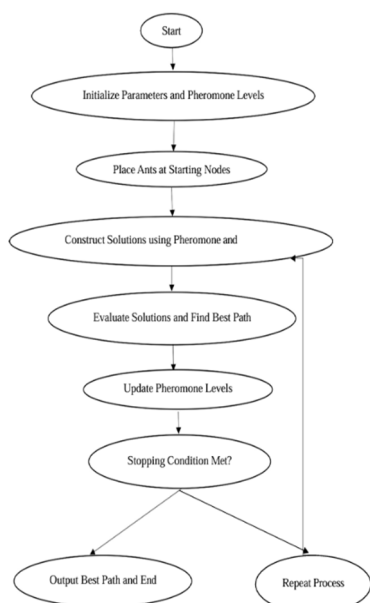 Start
Initialize Parameters and Pheromone Levels
Place Ants at Starting Nodes
Construct Solutions using Pheromone and
Evaluate Solutions and Find Best Path
Update Pheromone Levels
Stopping Condition Met?
Output Best Path and End
Repeat Process